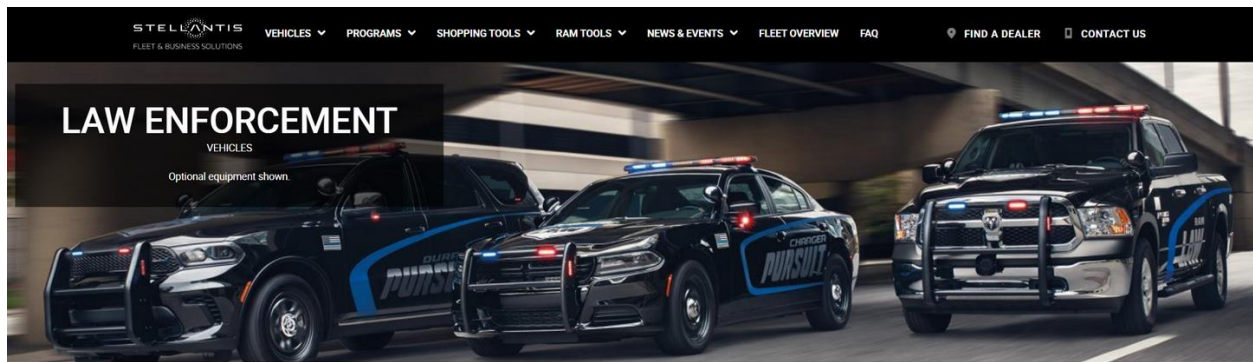 STELLANTIS
FLEET & BUSINESS SOLUTIONS
VEHICLES
PROGRAMS
SHOPPING TOOLS
RAM TOOLS
NEWS & EVENTS
FLEET OVERVIEW
FAQ
FIND A DEALER
CONTACT US
LAW ENFORCEMENT
VEHICLES
Optional equipment shown.
PURSUIT
CHARGER
PURSUIT
RAM
LAW